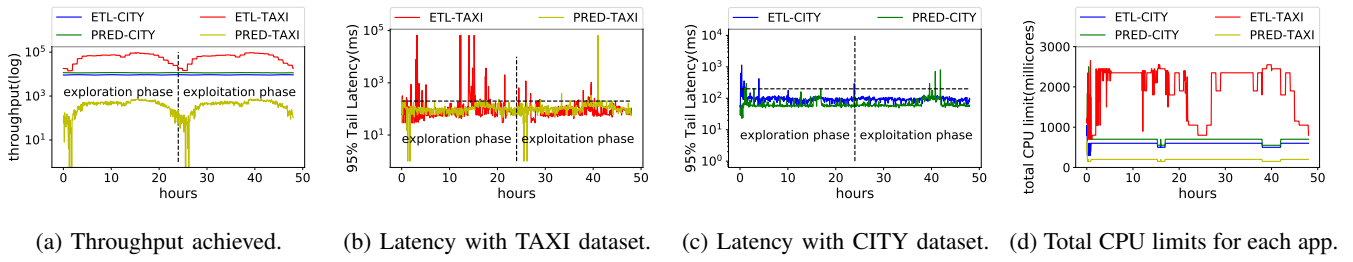 ETL-CITY ETL-TAXI
PRED-CITY PRED-TAXI
throughput(log)
10^5
10^3
10^1
exploration phase exploitation phase
0 10 20 30 40 50
hours
(a) Throughput achieved.
ETL-TAXI PRED-TAXI
95% Tail Latency(ms)
10^5
10^3
10^1
exploration phase exploitation phase
0 10 20 30 40 50
hours
(b) Latency with TAXI dataset.
ETL-CITY PRED-CITY
95% Tail Latency(ms)
10^4
10^3
10^2
10^1
10^0
exploration phase exploitation phase
0 10 20 30 40 50
hours
(c) Latency with CITY dataset.
ETL-CITY ETL-TAXI
PRED-CITY PRED-TAXI
total CPU limit(millicores)
3000
2000
1000
0
0 10 20 30 40 50
hours
(d) Total CPU limits for each app.